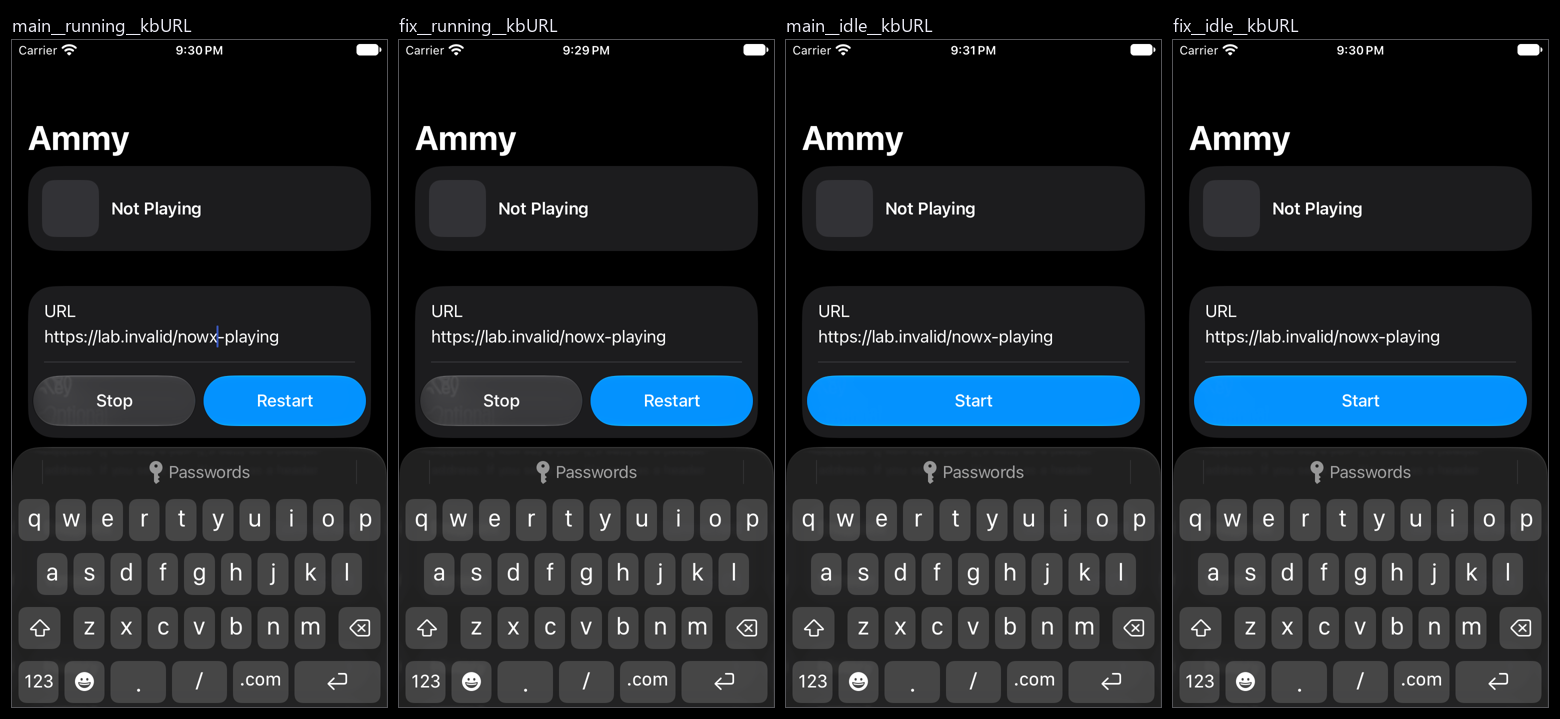 main__running__kbURL
Carrier 9:30 PM
Ammy
Not Playing
URL
https://lab.invalid/nowx-playing
Stop Restart
Passwords
q w e r t y u i o p
a s d f g h j k l
z x c v b n m
123 . / .com
fix__running__kbURL
Carrier 9:29 PM
Ammy
Not Playing
URL
https://lab.invalid/nowx-playing
Stop Restart
Passwords
q w e r t y u i o p
a s d f g h j k l
z x c v b n m
123 . / .com
main__idle__kbURL
Carrier 9:31 PM
Ammy
Not Playing
URL
https://lab.invalid/nowx-playing
Start
Passwords
q w e r t y u i o p
a s d f g h j k l
z x c v b n m
123 . / .com
fix__idle__kbURL
Carrier 9:30 PM
Ammy
Not Playing
URL
https://lab.invalid/nowx-playing
Start
Passwords
q w e r t y u i o p
a s d f g h j k l
z x c v b n m
123 . / .com